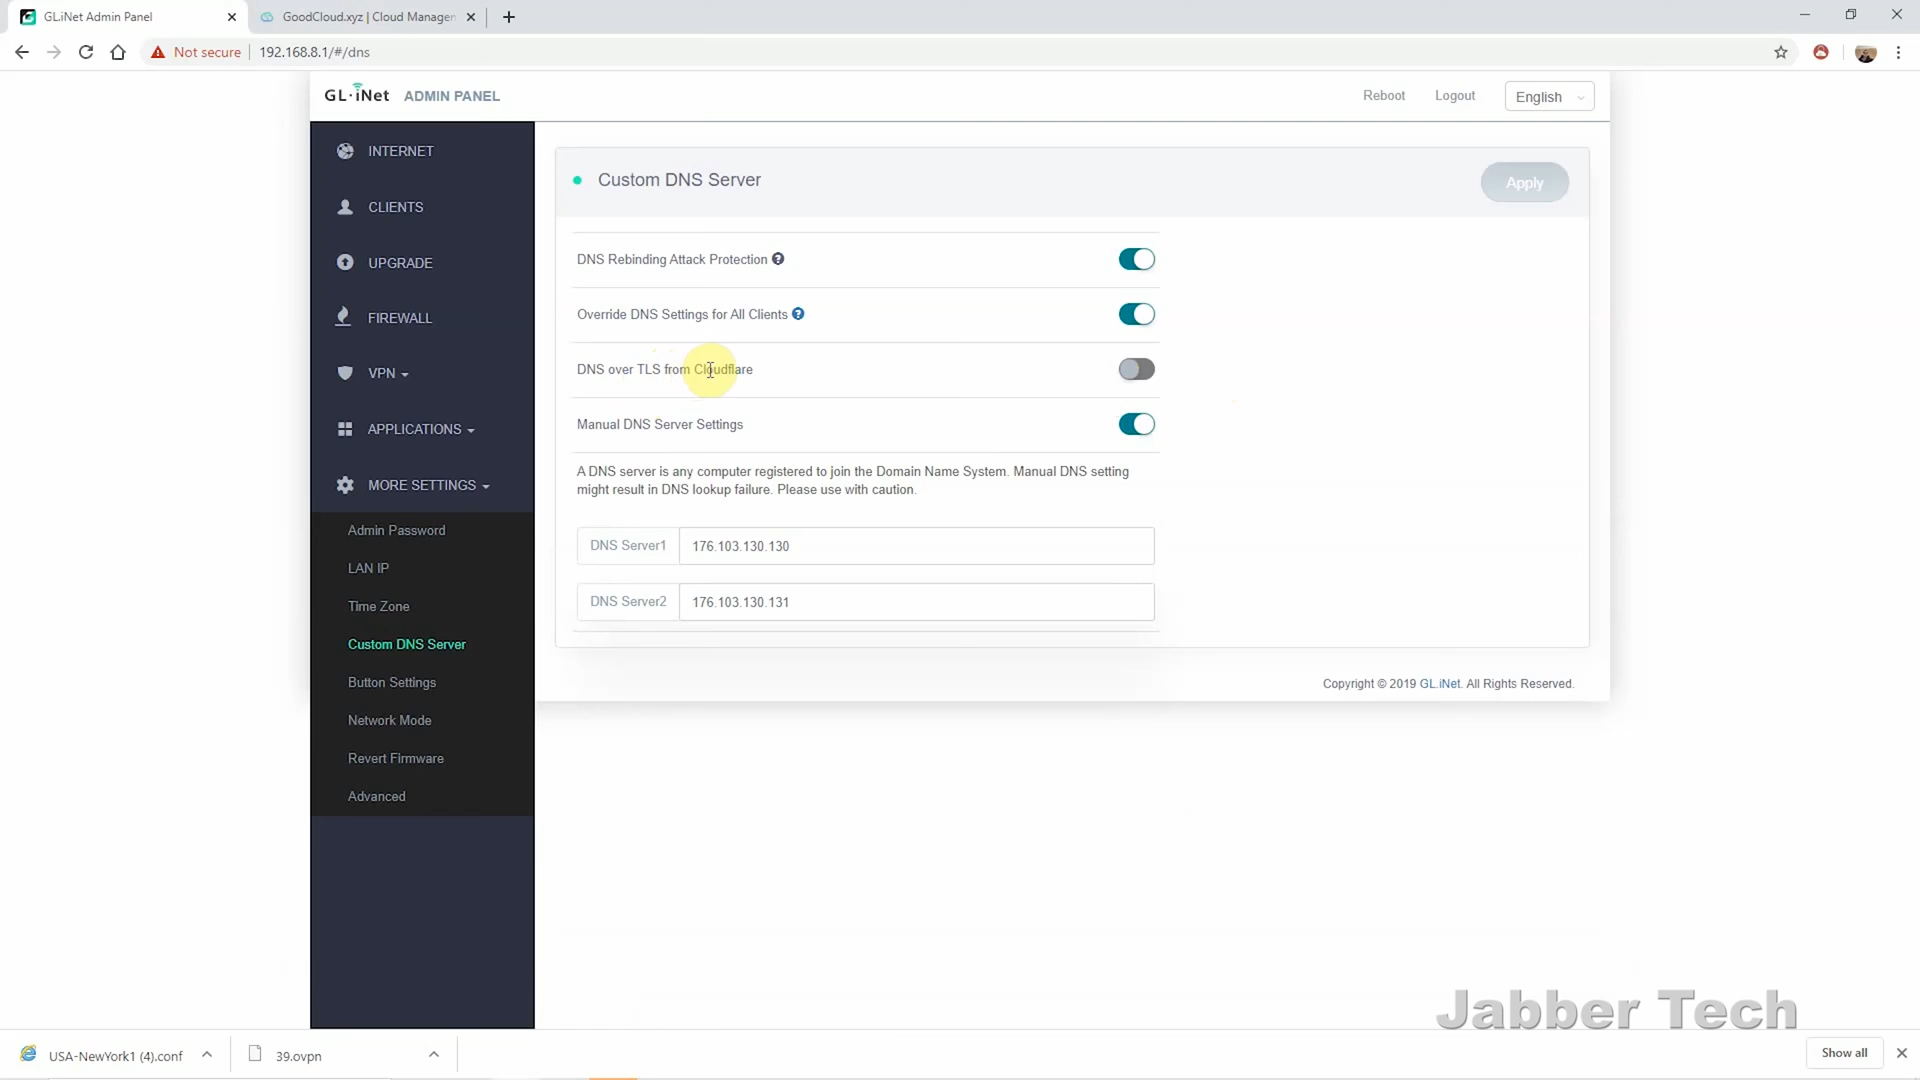 GL.iNet Admin Panel
GoodCloud.xyz | Cloud Managem
Not secure
192.168.8.1/#/dns
GL·iNet ADMIN PANEL
Reboot
Logout
English
INTERNET
CLIENTS
UPGRADE
FIREWALL
VPN
APPLICATIONS
MORE SETTINGS
Admin Password
LAN IP
Time Zone
Custom DNS Server
Button Settings
Network Mode
Revert Firmware
Advanced
Custom DNS Server
Apply
DNS Rebinding Attack Protection ?
Override DNS Settings for All Clients ?
DNS over TLS from Cloudflare
Manual DNS Server Settings
A DNS server is any computer registered to join the Domain Name System. Manual DNS setting
might result in DNS lookup failure. Please use with caution.
DNS Server1 176.103.130.130
DNS Server2 176.103.130.131
Copyright © 2019 GL.iNet. All Rights Reserved.
Jabber Tech
USA-NewYork1 (4).conf
39.ovpn
Show all